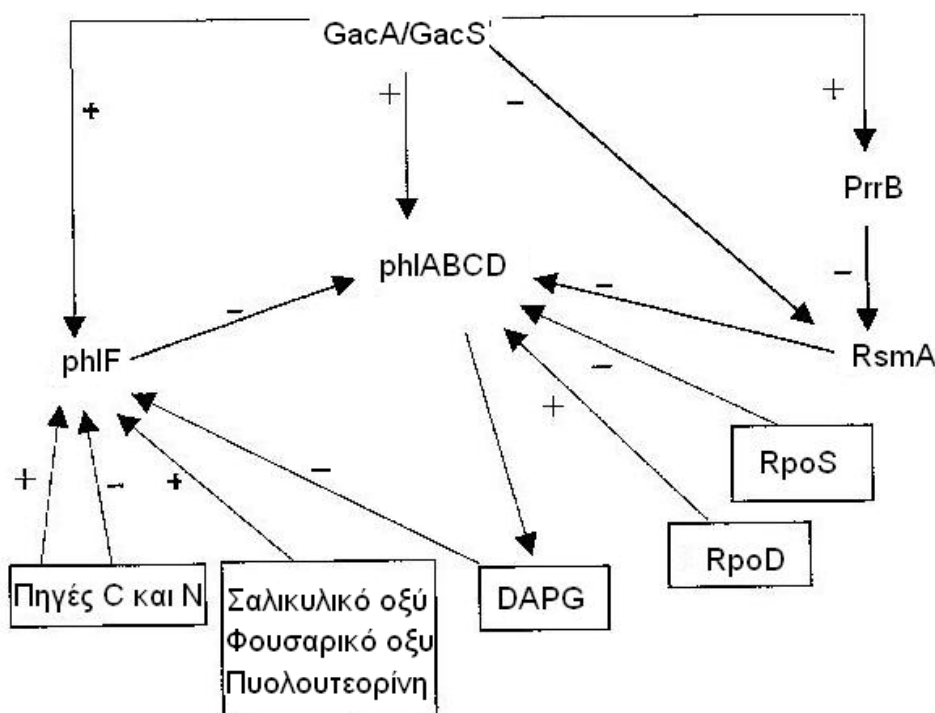 GacA/GacS
+
+
-
+
PrrB
phlABCD
-
-
-
phlF
RsmA
-
+
+
-
+
-
RpoS
RpoD
Πηγές C και N
Σαλικυλικό οξύ
Φουσαρικό οξυ
Πυολουτεορίνη
DAPG